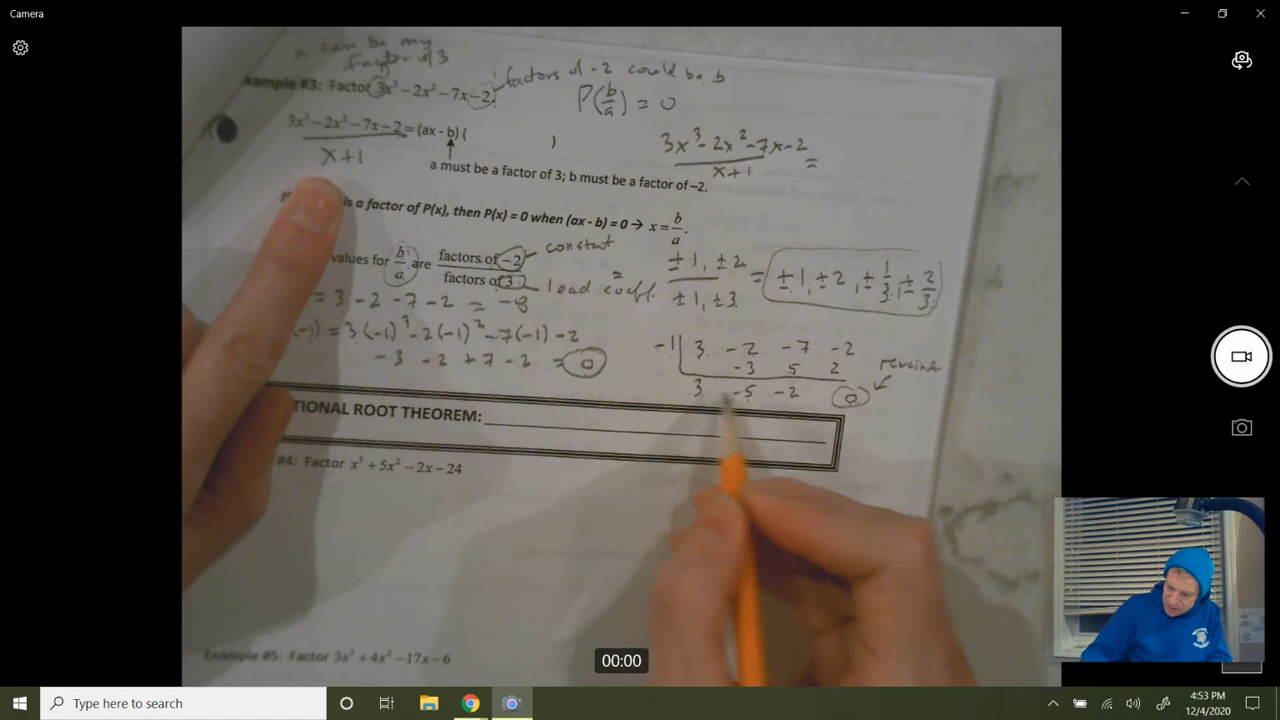 Camera
a can be any
factor of 3
Example #3: Factor 3x³ − 2x² − 7x − 2.
factors of -2 could be b
P(b/a) = 0
3x³ − 2x² − 7x − 2 = (ax - b) ( )
x+1
3x³ - 2x² - 7x - 2 =
x+1
a must be a factor of 3; b must be a factor of −2.
is a factor of P(x), then P(x) = 0 when (ax - b) = 0 → x = b/a.
values for b/a are factors of −2 / factors of 3
constant
lead coeff.
± 1, ± 2 / ± 1, ± 3 = ± 1, ± 2, ± 1/3, ± 2/3
= 3 - 2 - 7 - 2 = -8
(-1) = 3(-1)³ - 2(-1)² - 7(-1) - 2
- 3 - 2 + 7 - 2 = 0
-1 3 -2 -7 -2
-3 5 2
3 -5 -2 0
TIONAL ROOT THEOREM:
#4: Factor x³ + 5x² − 2x − 24
Example #5: Factor 3x³ + 4x² − 17x − 6
00:00
Type here to search
4:53 PM
12/4/2020